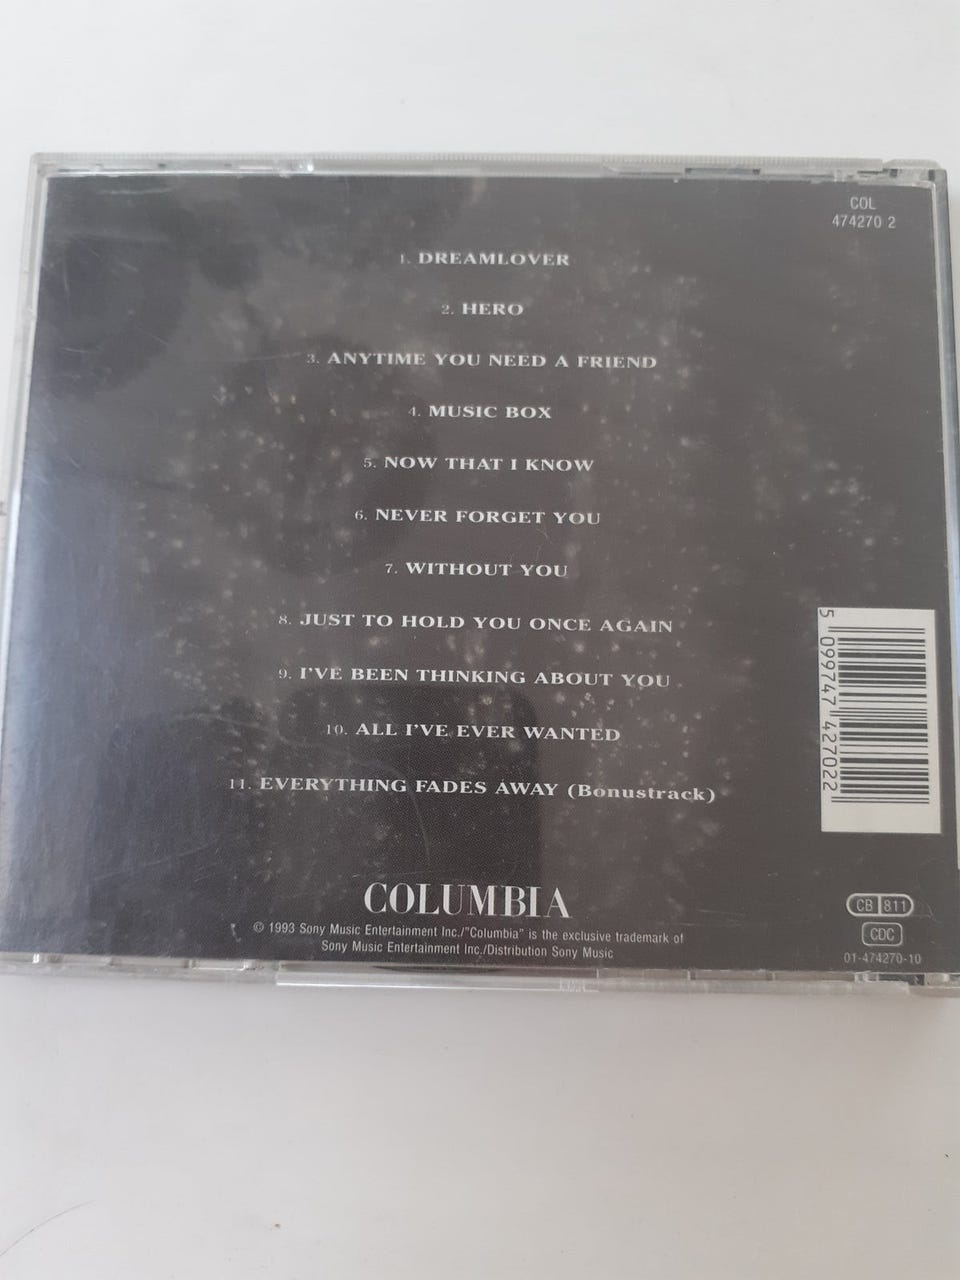 COL
474270 2
1. DREAMLOVER
2. HERO
3. ANYTIME YOU NEED A FRIEND
4. MUSIC BOX
5. NOW THAT I KNOW
6. NEVER FORGET YOU
7. WITHOUT YOU
8. JUST TO HOLD YOU ONCE AGAIN
9. I'VE BEEN THINKING ABOUT YOU
10. ALL I'VE EVER WANTED
11. EVERYTHING FADES AWAY (Bonustrack)
5 099747 427022
COLUMBIA
© 1993 Sony Music Entertainment Inc./"Columbia" is the exclusive trademark of
Sony Music Entertainment Inc./Distribution Sony Music
CB 811
CDC
01-474270-10